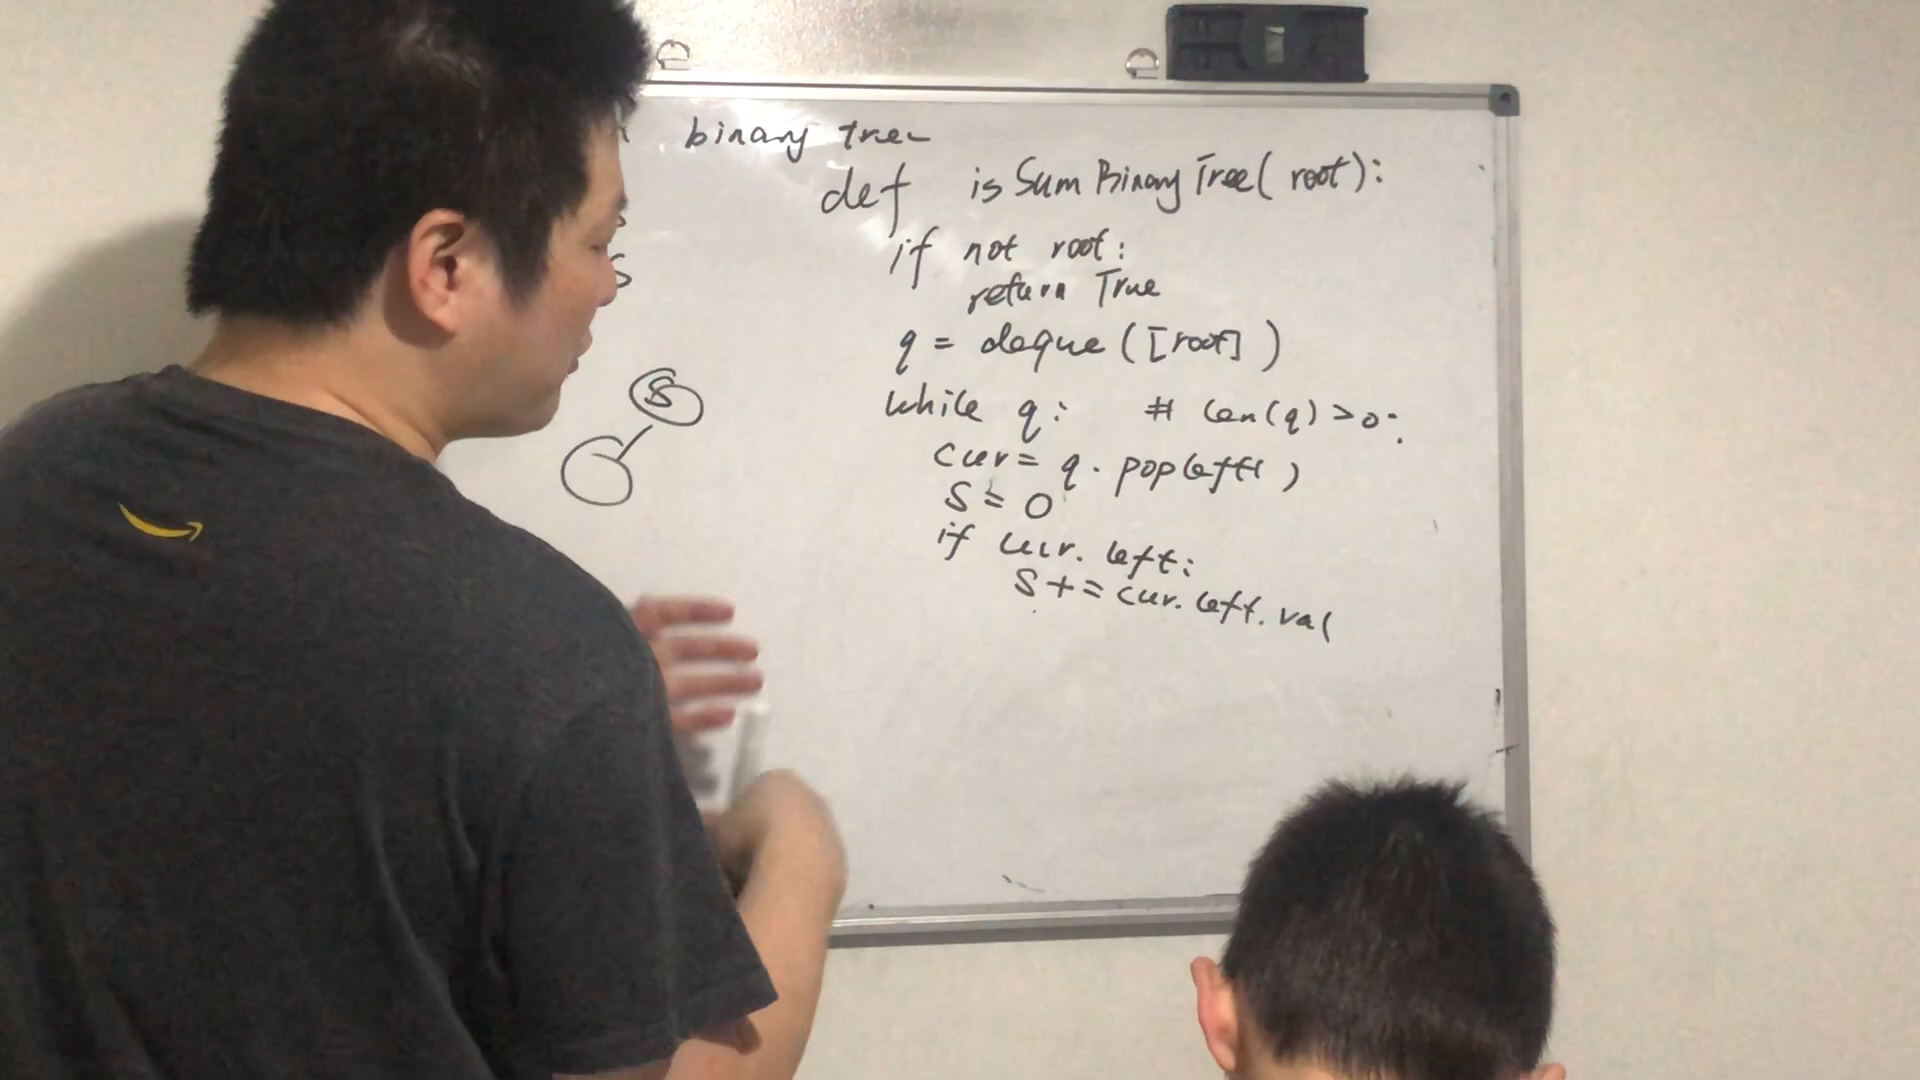 binary tree
def isSumBinaryTree(root):
if not root:
return True
q = deque([root])
while q: # len(q)>0:
cur = q.popleft()
S = 0
if cur.left:
S += cur.left.val
S
S